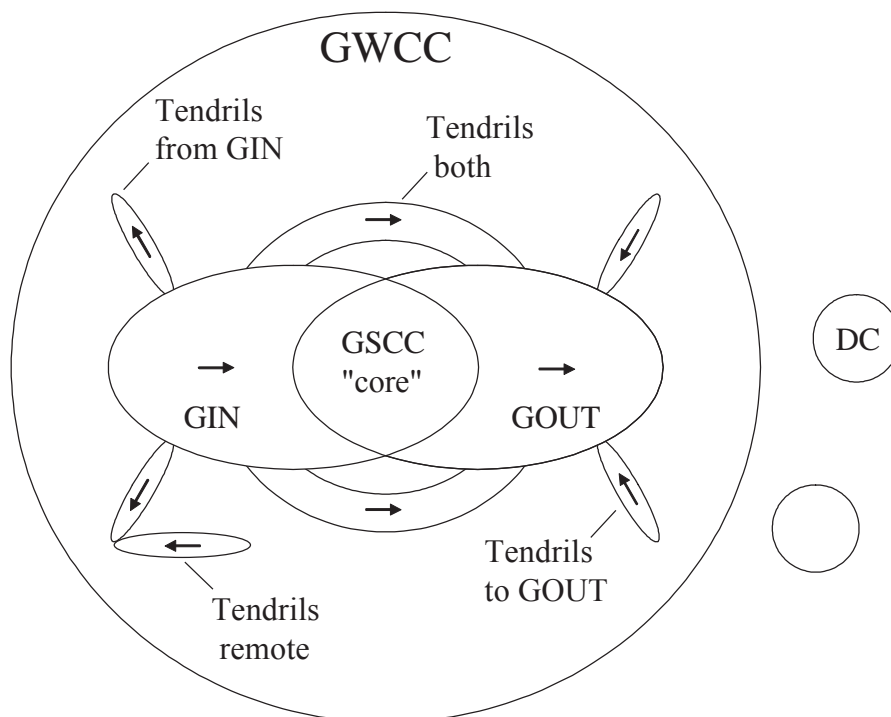 GWCC
Tendrils
from GIN
Tendrils
both
GSCC
"core"
DC
GIN
GOUT
Tendrils
to GOUT
Tendrils
remote